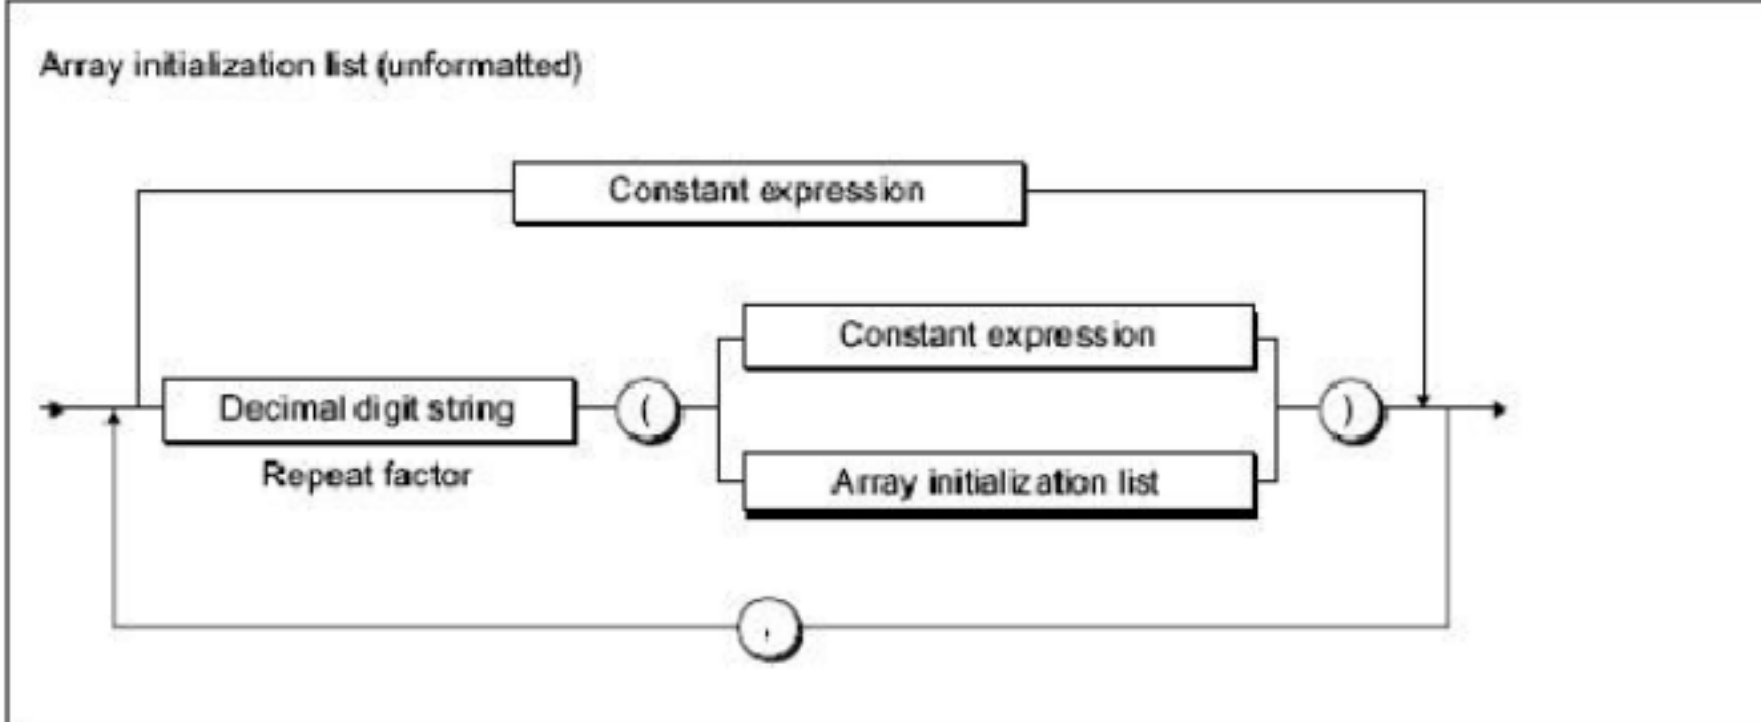 Array initialization list (unformatted)
Constant expression
Constant expression
Decimal digit string
(
)
Repeat factor
Array initialization list
,